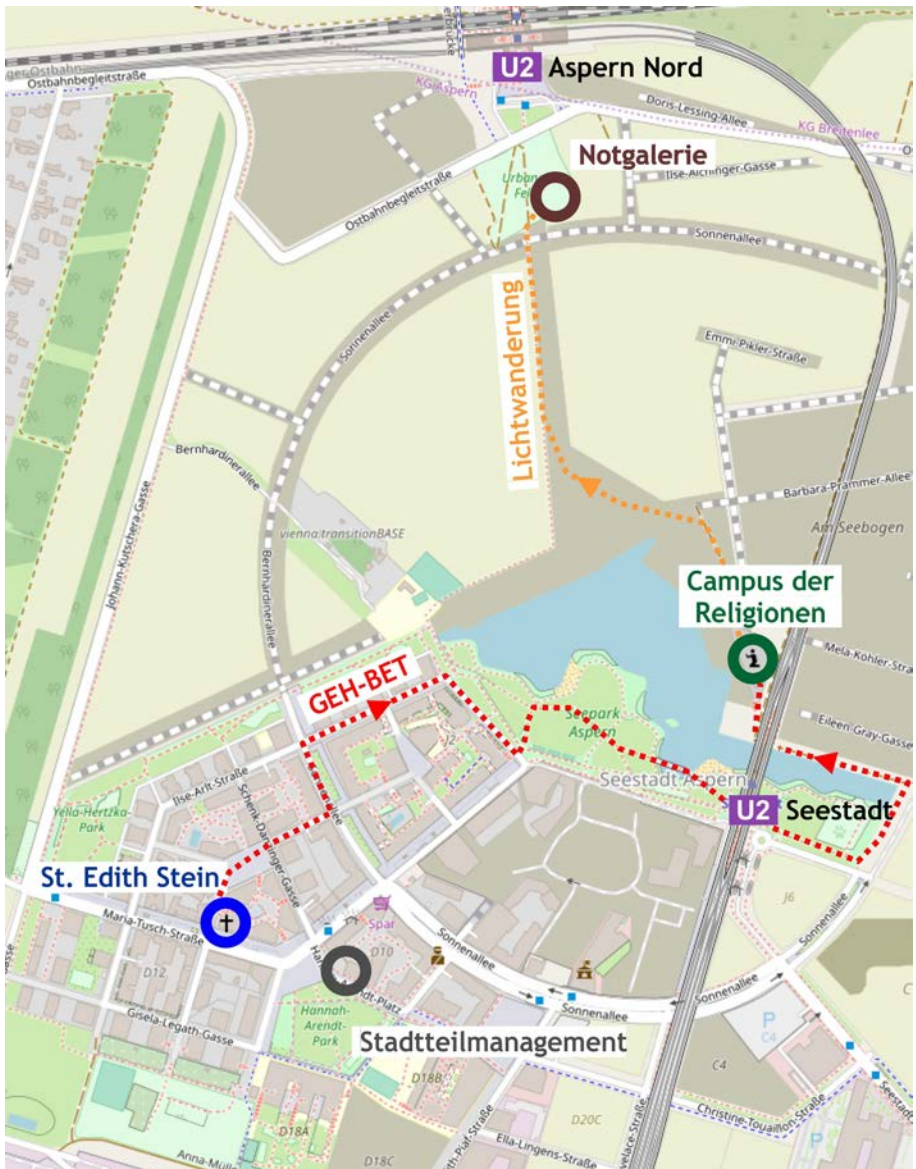 U2 Aspern Nord
Ostbahnbegleitstraße
KG Aspern
Doris-Lessing-Allee
KG Breitenlee
Notgalerie
Ilse-Aichinger-Gasse
Ostbahnbegleitstraße
Sonnenallee
Lichtwanderung
Sonnenallee
Emmi-Pikler-Straße
Bernhardinerallee
Barbara-Prammer-Allee
Am Seebogen
vienna:transitionBASE
Johann-Kutschera-Gasse
Bernhardinerallee
Campus der
Religionen
Mela-Köhler-Stra
GEH-BET
Seepark
Aspern
Eileen-Gray-Gasse
J2
Ilse-Arlt-Straße
Seestadt Aspern
Yella-Hertzka-
Park
Schenk-Danzinger-Gasse
U2 Seestadt
St. Edith Stein
J6
Maria-Tusch-Straße
Spar
D10
Sonnenallee
D12
Hannah-
Arendt-
Park
Gisela-Legath-Gasse
Sonnenallee
Sonnenallee
Stadtteilmanagement
P
C4
C4
D18B
Christine-Touaillon-Straße
D20C
D18A
Ella-Lingens-Straße
D18C